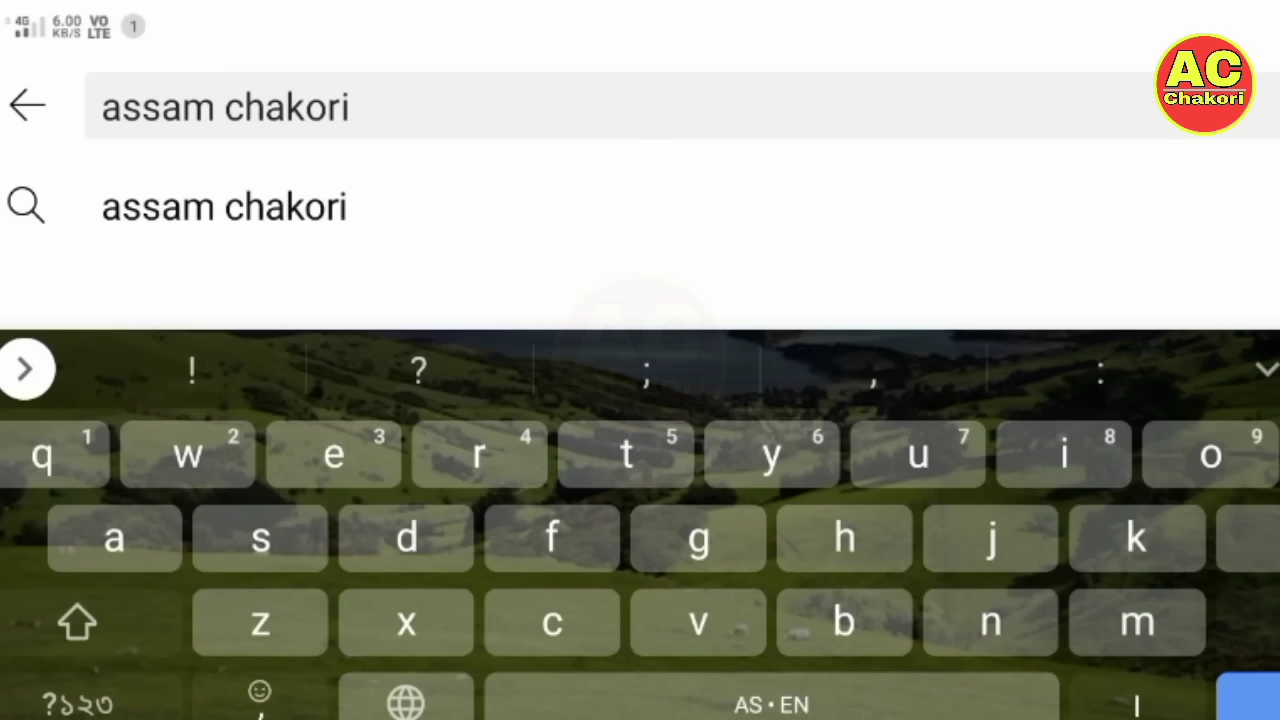 4G 6.00 KB/S VO LTE 1
AC
Chakori
assam chakori
assam chakori
! ? ; , :
q 1 w 2 e 3 r 4 t 5 y 6 u 7 i 8 o 9
a s d f g h j k
z x c v b n m
?১২৩ , AS • EN ।